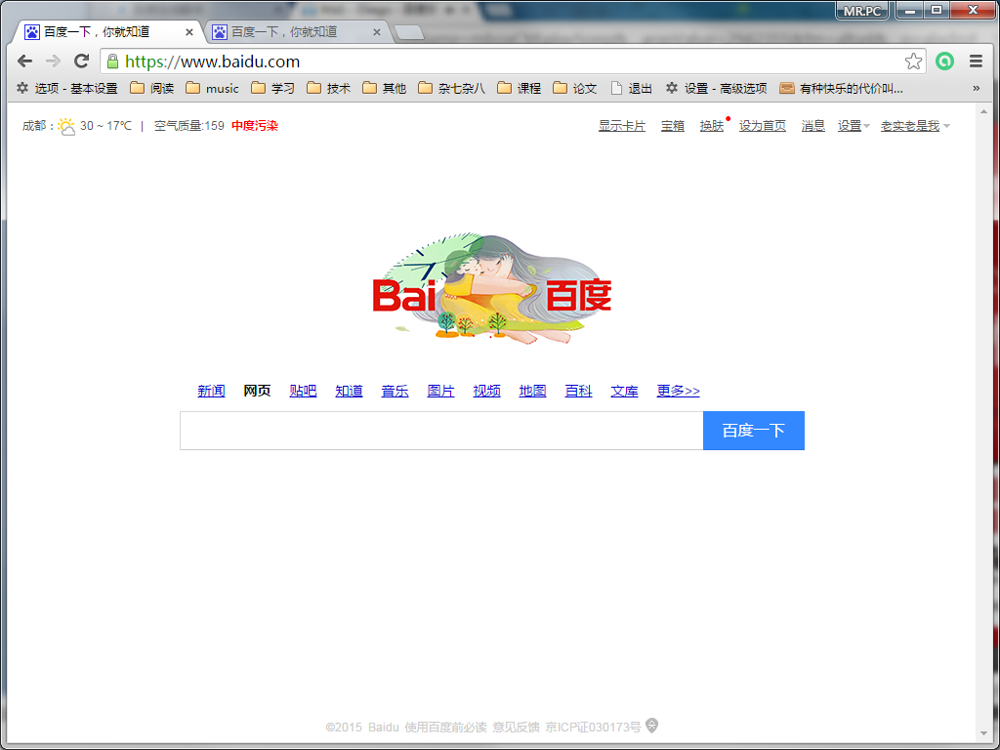 MR.PC
百度一下，你就知道 百度一下，你就知道
https://www.baidu.com
选项 - 基本设置 阅读 music 学习 技术 其他 杂七杂八 课程 论文 退出 设置 - 高级选项 有种快乐的代价叫... »
成都： 30 ~ 17℃ | 空气质量:159 中度污染 显示卡片 宝箱 换肤 设为首页 消息 设置 老实老是我
Bai 百度
新闻 网页 贴吧 知道 音乐 图片 视频 地图 百科 文库 更多>>
百度一下
©2015 Baidu 使用百度前必读 意见反馈 京ICP证030173号